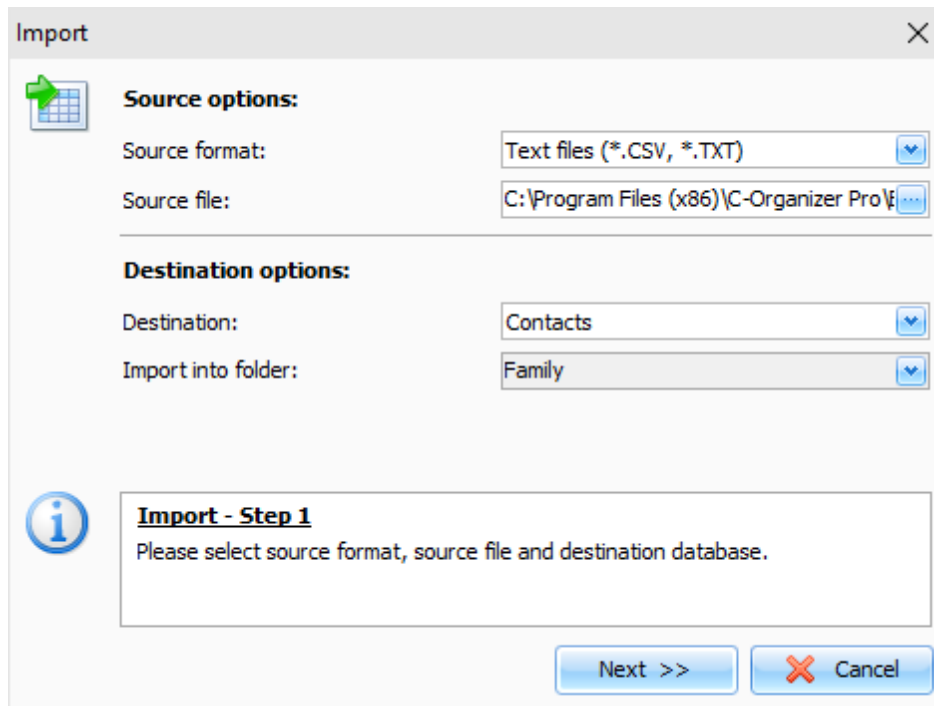 Import
Source options:
Source format: Text files (*.CSV, *.TXT)
Source file: C:\Program Files (x86)\C-Organizer Pro\E
Destination options:
Destination: Contacts
Import into folder: Family
Import - Step 1
Please select source format, source file and destination database.
Next >> Cancel